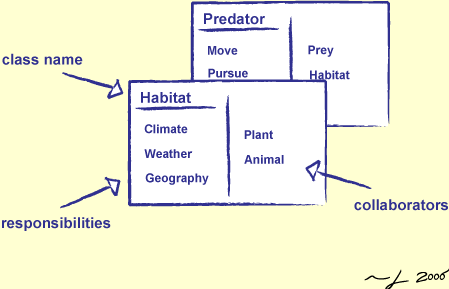 Predator
Move
Pursue
Prey
Habitat
class name
Habitat
Climate
Weather
Geography
Plant
Animal
responsibilities
collaborators
2000